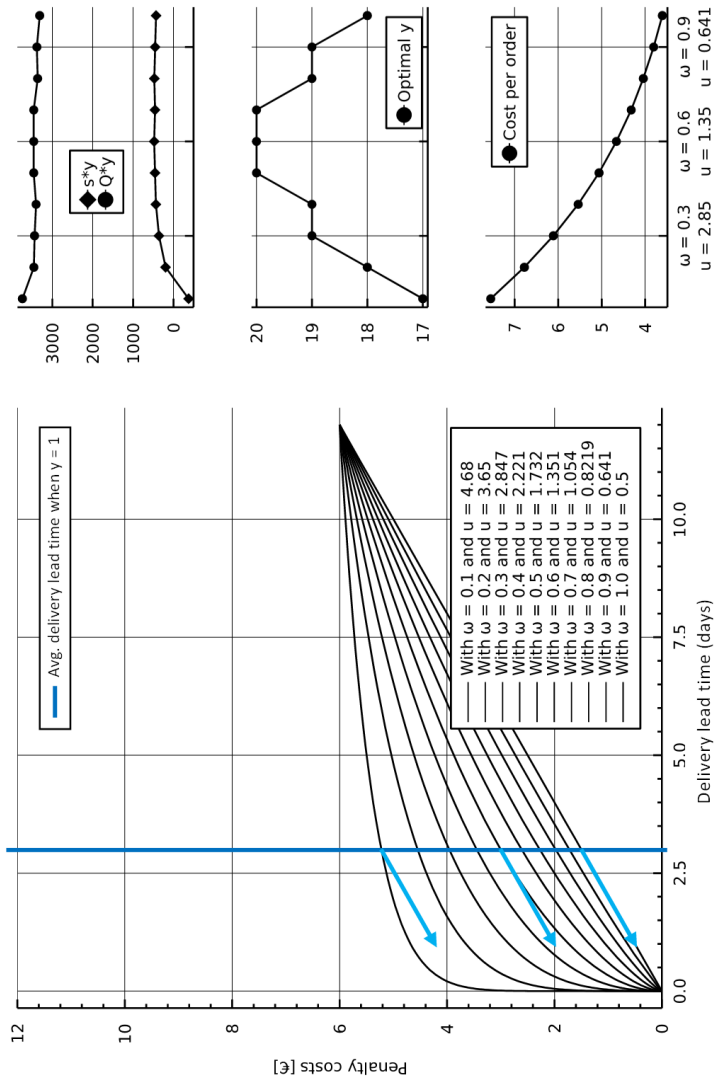 Penalty costs [€]
12
10
8
6
4
2
0
Avg. delivery lead time when y = 1
With ω = 0.1 and u = 4.68
With ω = 0.2 and u = 3.65
With ω = 0.3 and u = 2.847
With ω = 0.4 and u = 2.221
With ω = 0.5 and u = 1.732
With ω = 0.6 and u = 1.351
With ω = 0.7 and u = 1.054
With ω = 0.8 and u = 0.8219
With ω = 0.9 and u = 0.641
With ω = 1.0 and u = 0.5
0.0 2.5 5.0 7.5 10.0
Delivery lead time (days)
3000
2000
1000
0
s*y
Q*y
20
19
18
17
Optimal y
7
6
5
4
Cost per order
ω = 0.3 ω = 0.6 ω = 0.9
u = 2.85 u = 1.35 u = 0.641